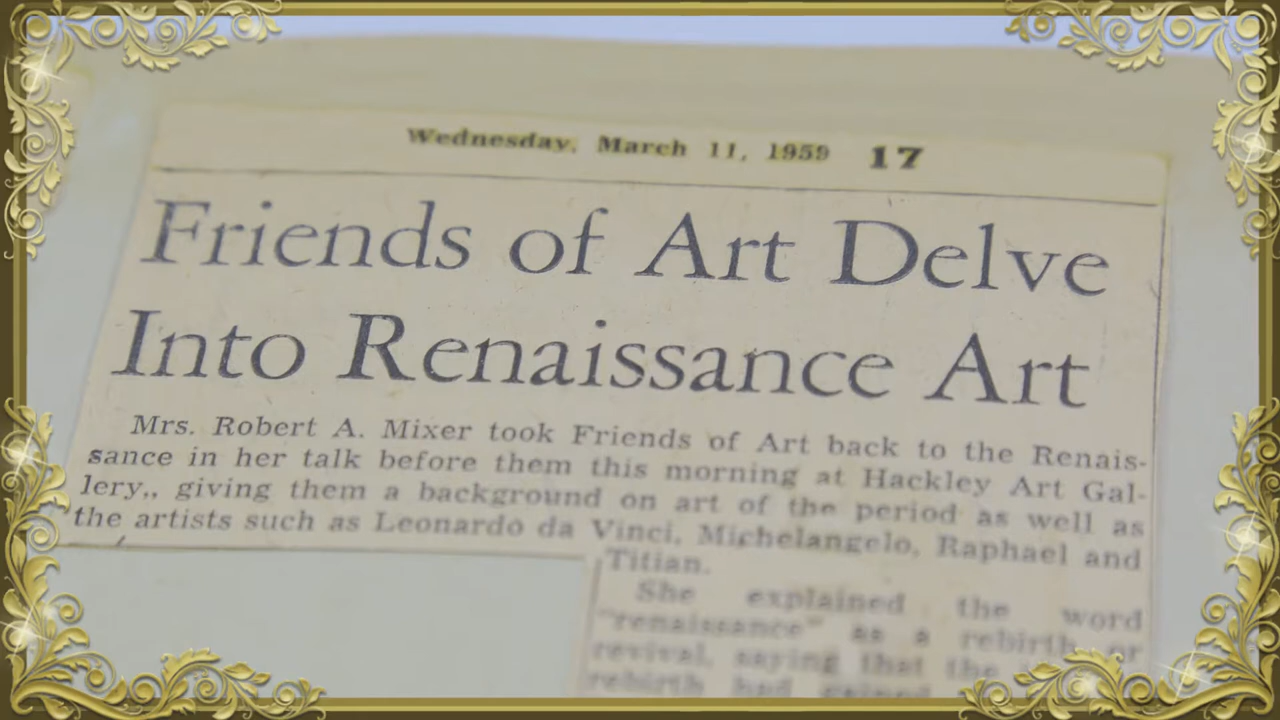 Wednesday, March 11, 1959 17
Friends of Art Delve
Into Renaissance Art
Mrs. Robert A. Mixer took Friends of Art back to the Renais-
sance in her talk before them this morning at Hackley Art Gal-
lery,, giving them a background on art of the period as well as
the artists such as Leonardo da Vinci, Michelangelo, Raphael and
Titian.
She explained the word
"renaissance" as a rebirth or
revival, saying that the
rebirth had gained